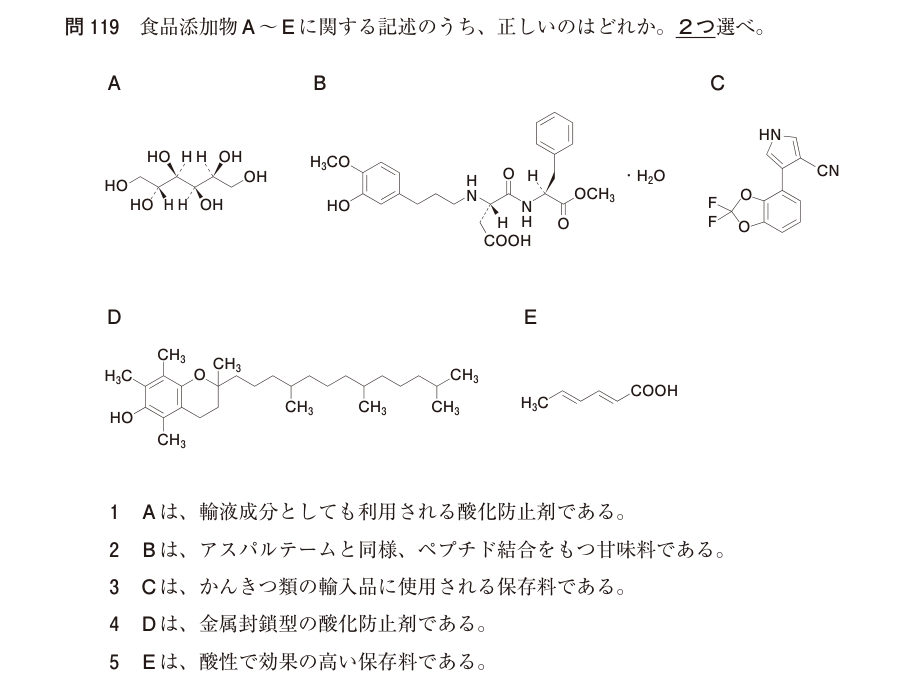 問 119　食品添加物A～Eに関する記述のうち、正しいのはどれか。2つ選べ。
A
B
C
HO
HO
H
H
OH
OH
HO
H
H
OH
H₃CO
HO
H
N
O
H
N
H
H
COOH
OCH₃
O
· H₂O
HN
CN
F
F
O
O
D
E
CH₃
H₃C
O
CH₃
HO
CH₃
CH₃
CH₃
CH₃
CH₃
H₃C
COOH
1　Aは、輸液成分としても利用される酸化防止剤である。
2　Bは、アスパルテームと同様、ペプチド結合をもつ甘味料である。
3　Cは、かんきつ類の輸入品に使用される保存料である。
4　Dは、金属封鎖型の酸化防止剤である。
5　Eは、酸性で効果の高い保存料である。